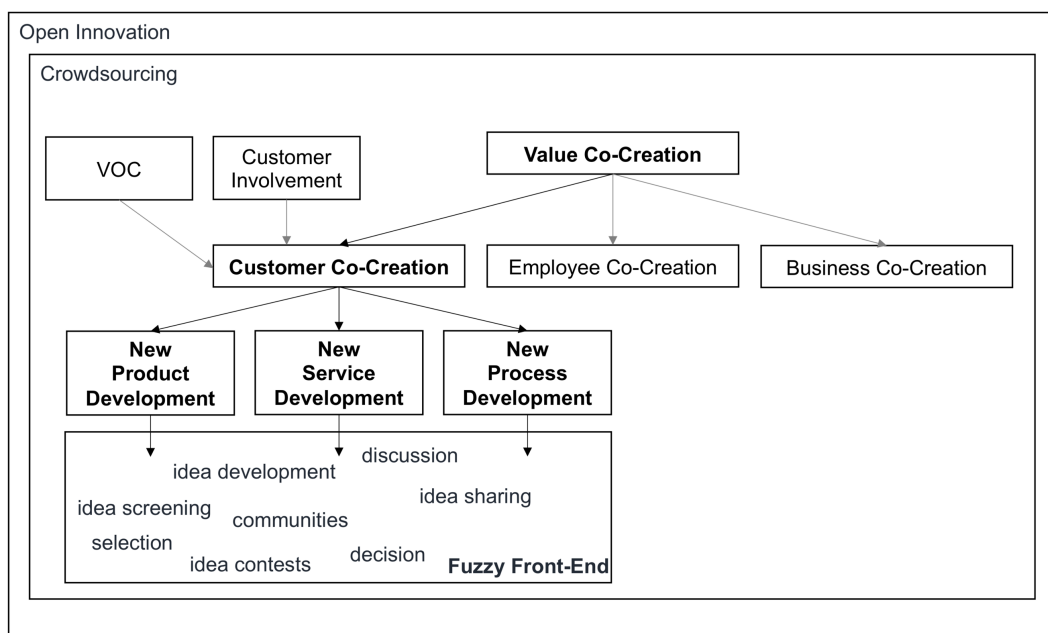 Open Innovation
Crowdsourcing
VOC
Customer
Involvement
Value Co-Creation
Customer Co-Creation
Employee Co-Creation
Business Co-Creation
New
Product
Development
New
Service
Development
New
Process
Development
discussion
idea development
idea sharing
idea screening
communities
selection
decision
idea contests
Fuzzy Front-End